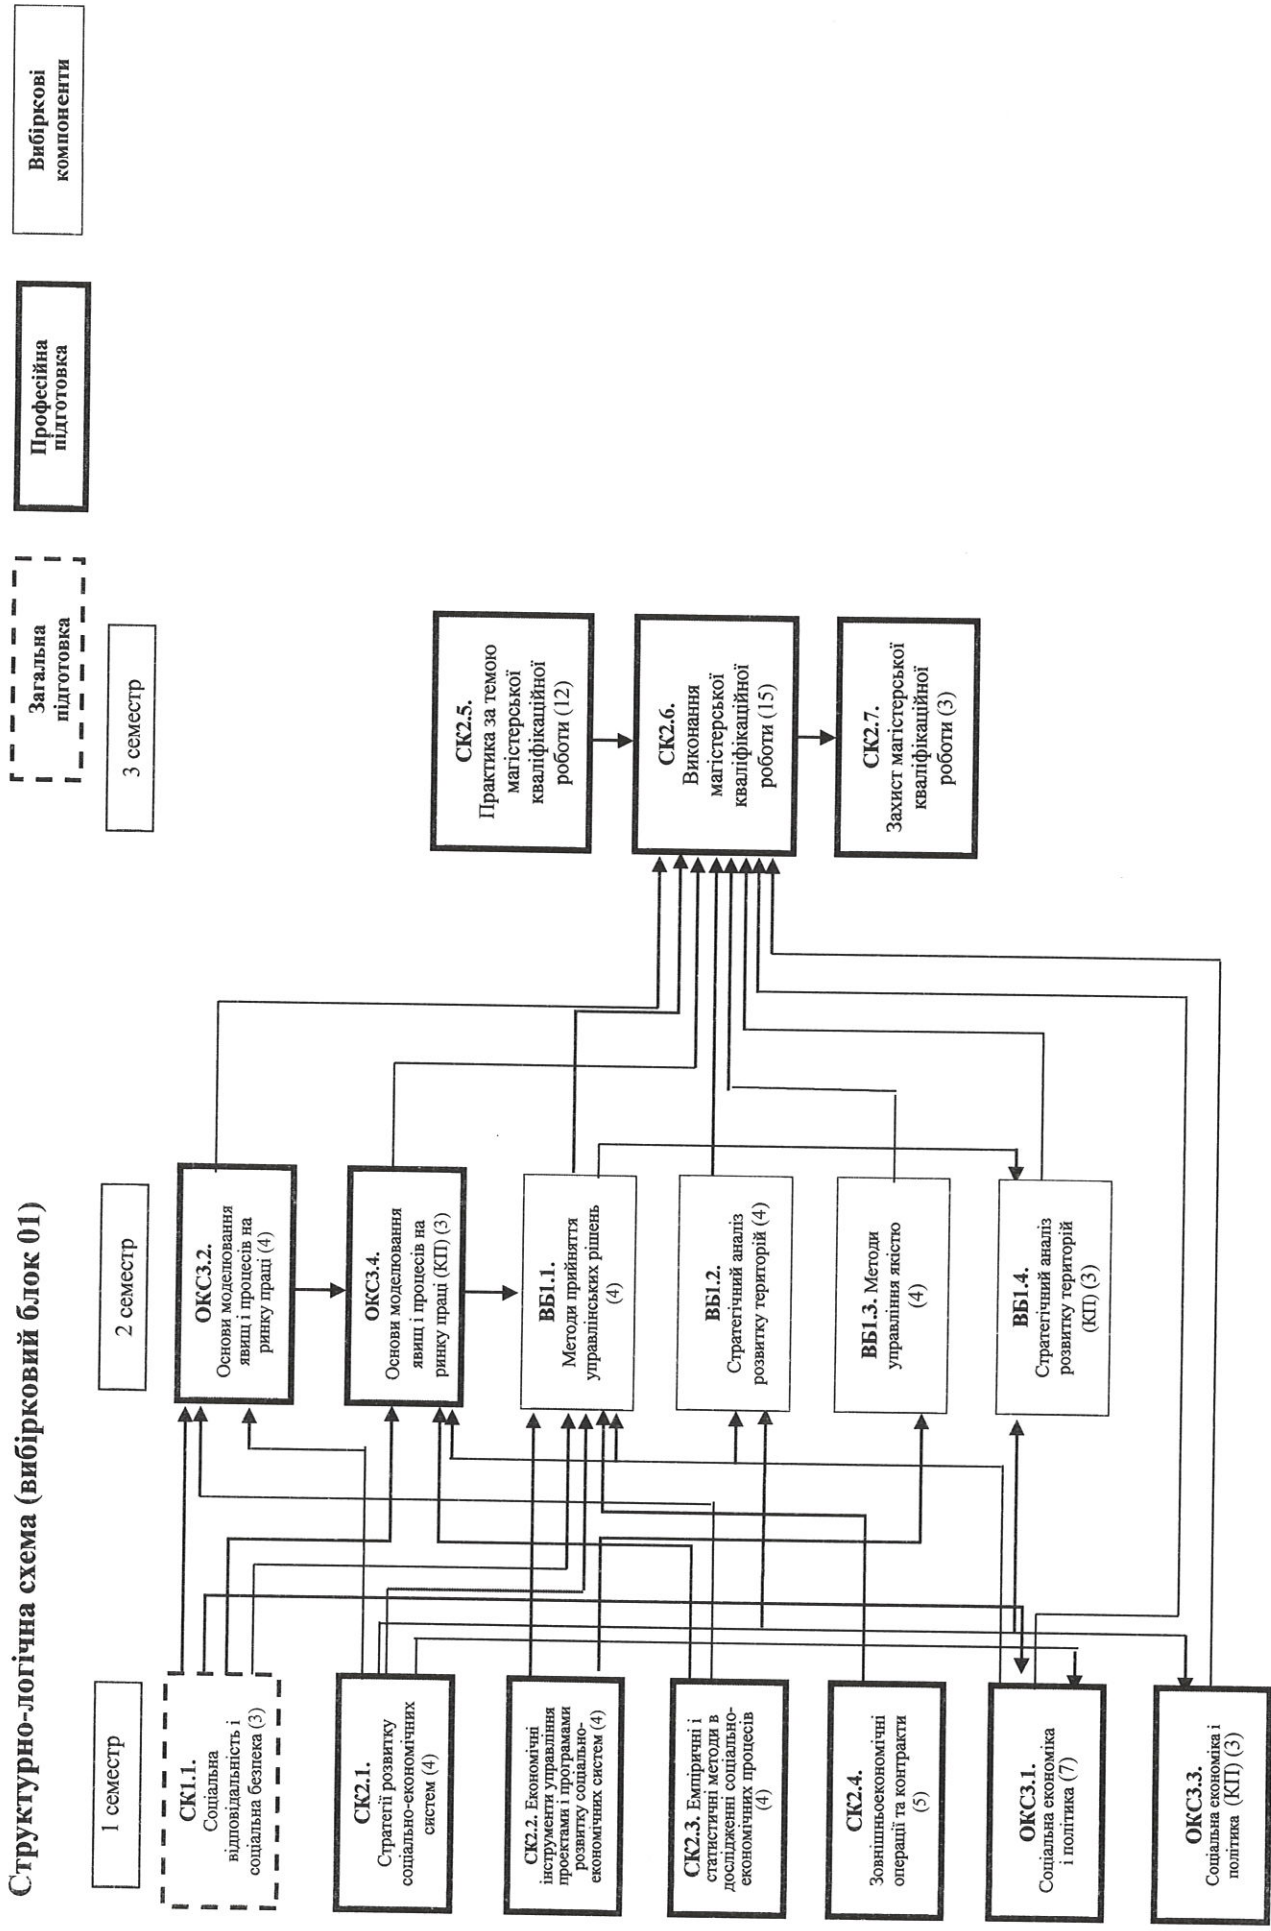 Структурно-логічна схема (вибірковий блок 01)
Загальна
підготовка
Професійна
підготовка
Вибіркові
компоненти
1 семестр
2 семестр
3 семестр
СК1.1.
Соціальна
відповідальність і
соціальна безпека (3)
СК2.1.
Стратегії розвитку
соціально-економічних
систем (4)
СК2.2. Економічні
інструменти управління
проектами і програмами
розвитку соціально-
економічних систем (4)
СК2.3. Емпіричні і
статистичні методи в
дослідженні соціально-
економічних процесів
(4)
СК2.4.
Зовнішньоекономічні
операції та контракти
(5)
ОКС3.1.
Соціальна економіка
і політика (7)
ОКС3.3.
Соціальна економіка і
політика (КП) (3)
ОКС3.2.
Основи моделювання
явищ і процесів на
ринку праці (4)
ОКС3.4.
Основи моделювання
явищ і процесів на
ринку праці (КП) (3)
ВБ1.1.
Методи прийняття
управлінських рішень
(4)
ВБ1.2.
Стратегічний аналіз
розвитку територій (4)
ВБ1.3. Методи
управління якістю
(4)
ВБ1.4.
Стратегічний аналіз
розвитку територій
(КП) (3)
СК2.5.
Практика за темою
магістерської
кваліфікаційної
роботи (12)
СК2.6.
Виконання
магістерської
кваліфікаційної
роботи (15)
СК2.7.
Захист магістерської
кваліфікаційної
роботи (3)